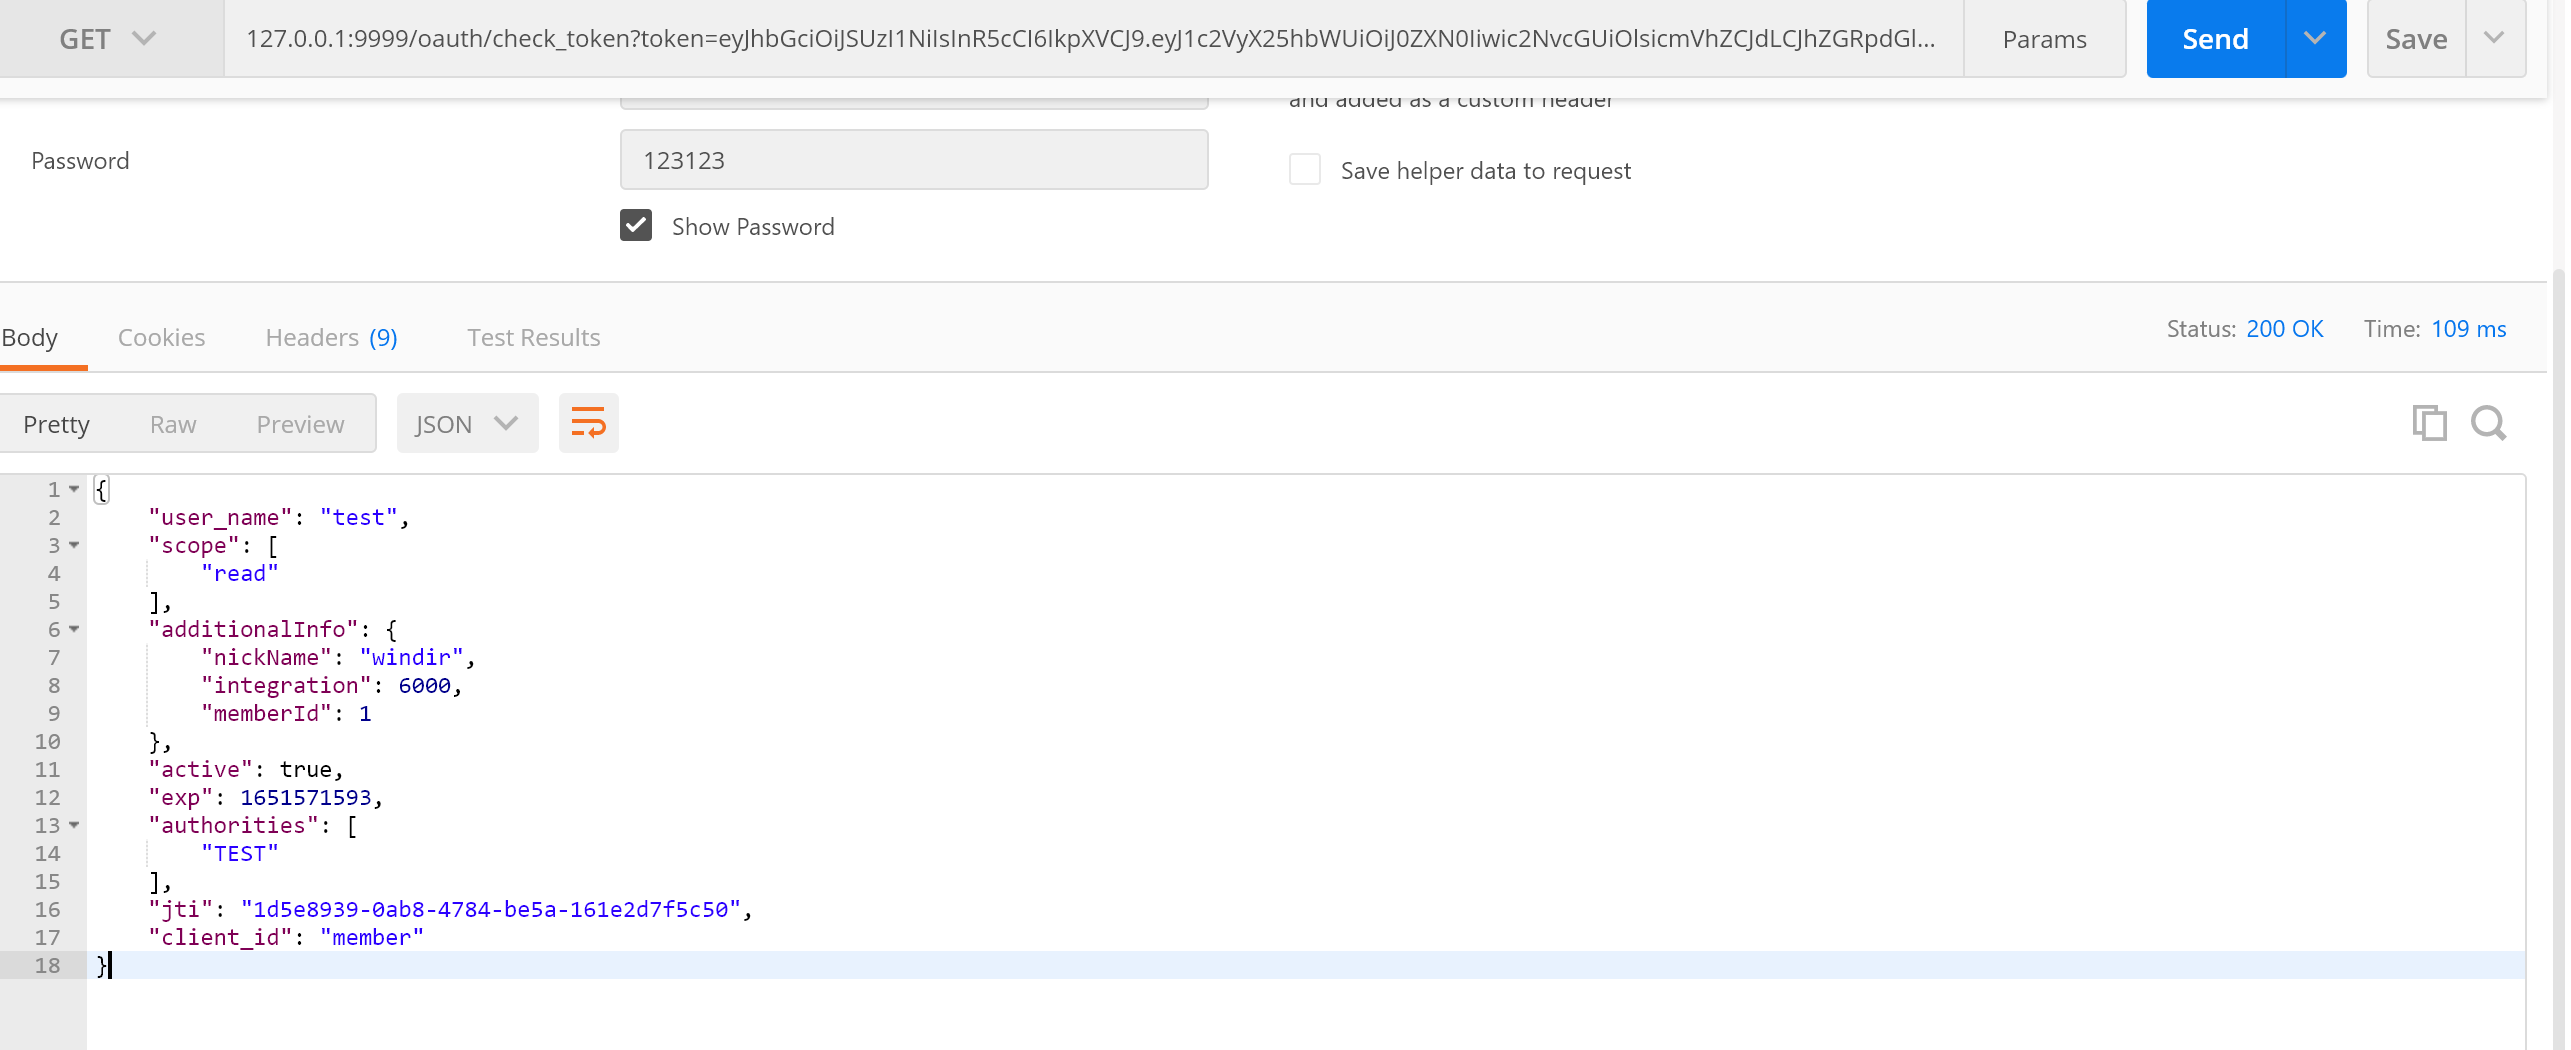 GET 127.0.0.1:9999/oauth/check_token?token=eyJhbGciOiJSUzI1NiIsInR5cCI6IkpXVCJ9.eyJ1c2VyX25hbWUiOiJ0ZXN0Iiwic2NvcGUiOlsicmVhZCJdLCJhZGRpdGl... Params Send Save
and added as a custom header
Password 123123
Save helper data to request
Show Password
Body Cookies Headers (9) Test Results Status: 200 OK Time: 109 ms
Pretty Raw Preview JSON
1 {
2 "user_name": "test",
3 "scope": [
4 "read"
5 ],
6 "additionalInfo": {
7 "nickName": "windir",
8 "integration": 6000,
9 "memberId": 1
10 },
11 "active": true,
12 "exp": 1651571593,
13 "authorities": [
14 "TEST"
15 ],
16 "jti": "1d5e8939-0ab8-4784-be5a-161e2d7f5c50",
17 "client_id": "member"
18 }